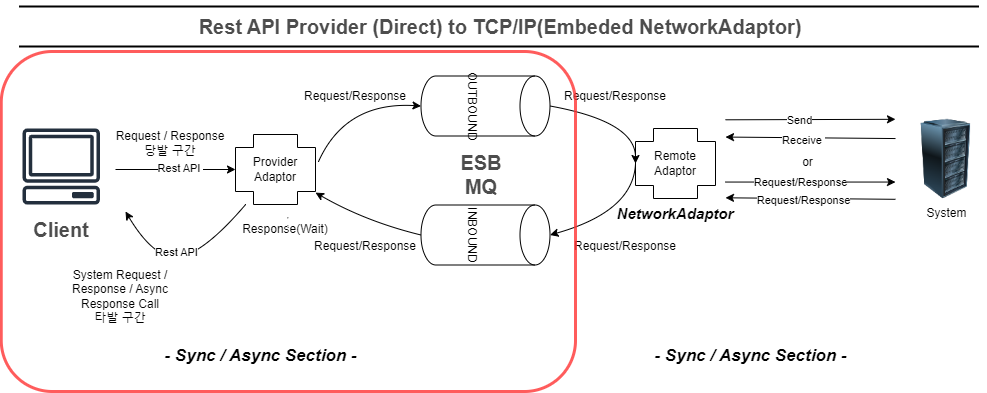 Rest API Provider (Direct) to TCP/IP(Embeded NetworkAdaptor)
Request / Response
당발 구간
Rest API
Client
Rest API
System Request /
Response / Async
Response Call
타발 구간
Provider
Adaptor
Response(Wait)
Request/Response
Request/Response
OUTBOUND
ESB
MQ
INBOUND
Request/Response
Request/Response
Remote
Adaptor
NetworkAdaptor
Send
Receive
or
Request/Response
Request/Response
System
- Sync / Async Section -
- Sync / Async Section -